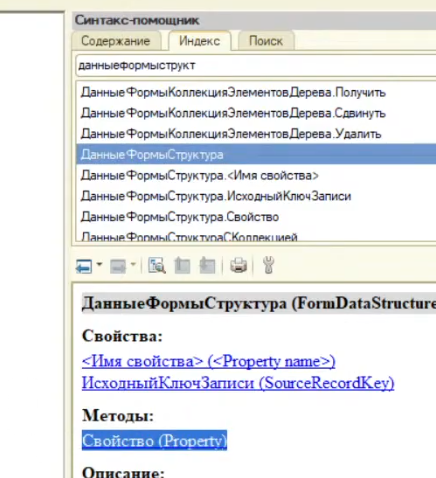 Синтакс-помощник
Содержание Индекс Поиск
данныеформыструкт
ДанныеФормыКоллекцияЭлементовДерева.Получить
ДанныеФормыКоллекцияЭлементовДерева.Сдвинуть
ДанныеФормыКоллекцияЭлементовДерева.Удалить
ДанныеФормыСтруктура
ДанныеФормыСтруктура.<Имя свойства>
ДанныеФормыСтруктура.ИсходныйКлючЗаписи
ДанныеФормыСтруктура.Свойство
ДанныеФормыСтруктураСКоллекцией
ДанныеФормыСтруктура (FormDataStructure
Свойства:
<Имя свойства> (<Property name>)
ИсходныйКлючЗаписи (SourceRecordKey)
Методы:
Свойство (Property)
Описание: